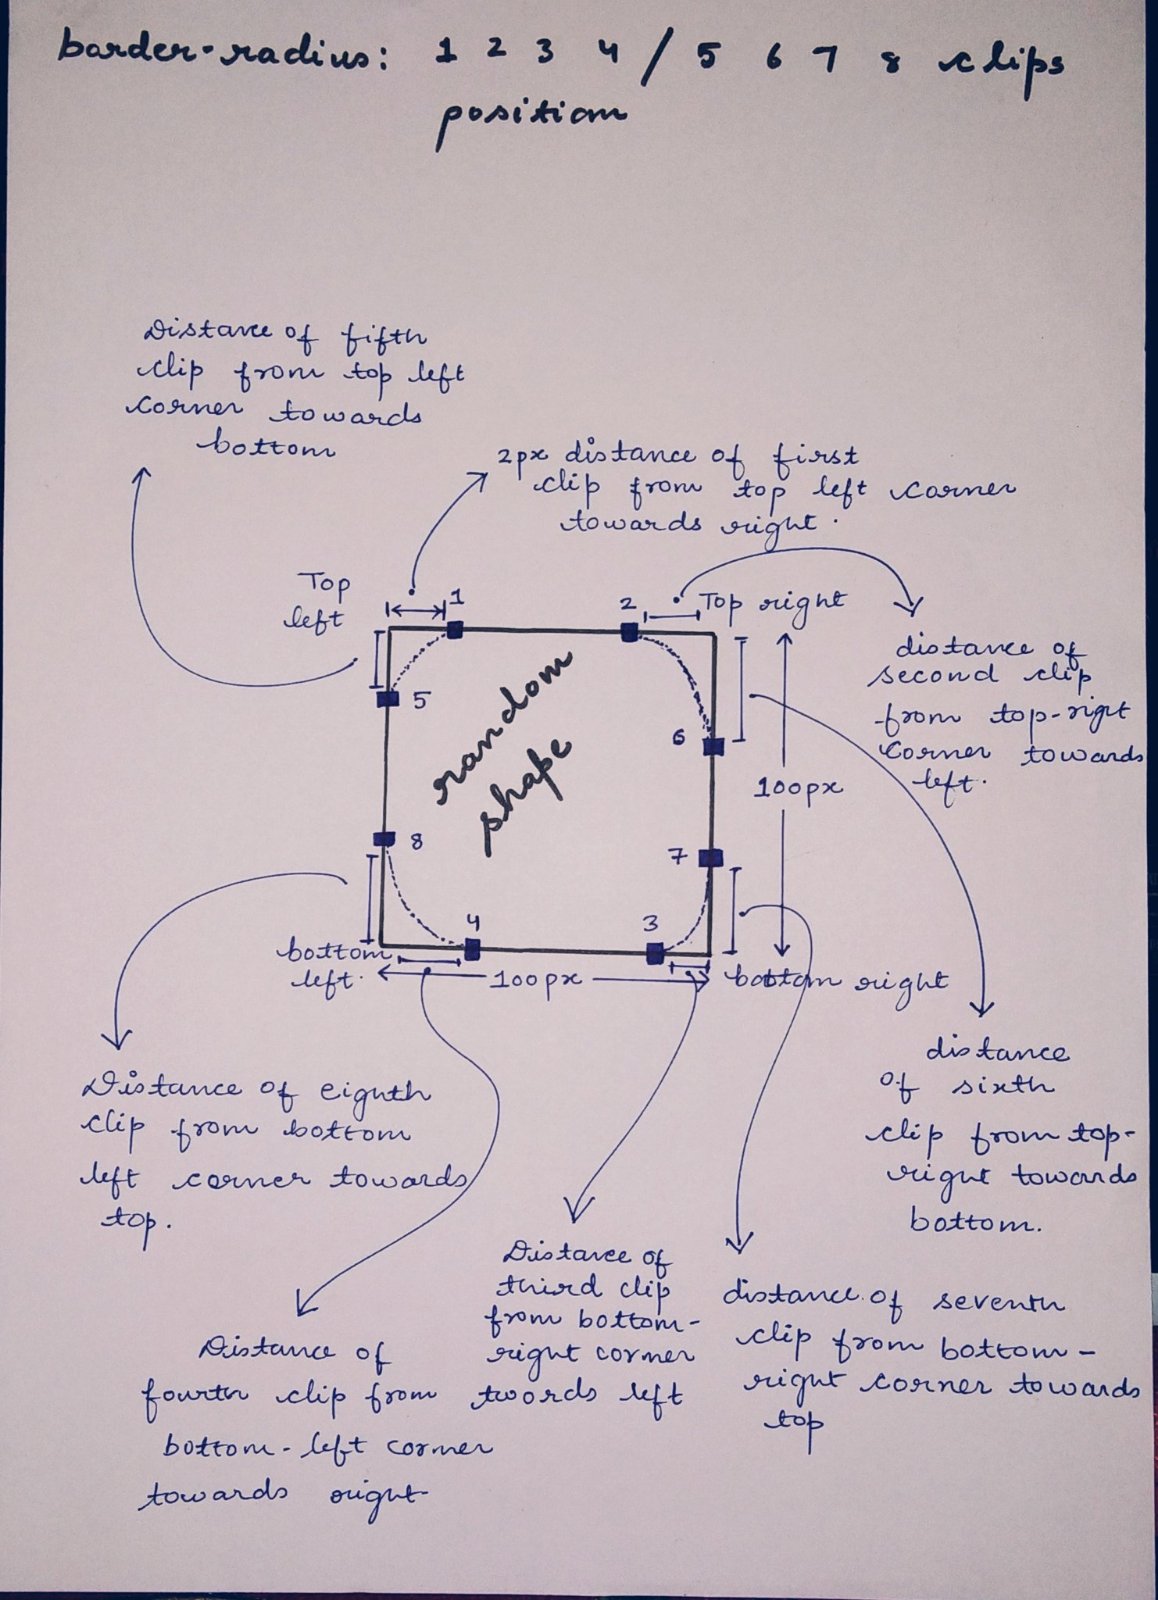 border-radius: 1 2 3 4 / 5 6 7 8 clips
position
Distance of fifth
clip from top left
corner towards
bottom
2px distance of first
clip from top left corner
towards right.
Top
left
1
2
Top right
distance of
second clip
from top-right
corner towards
left.
5
6
random
shape
100px
8
7
4
3
bottom
left.
100px
bottom right
distance
of sixth
clip from top-
right towards
bottom.
Distance of eighth
clip from bottom
left corner towards
top.
Distance of
third clip
from bottom-
right corner
twords left
distance of seventh
clip from bottom-
right corner towards
top
Distance of
fourth clip from
bottom-left corner
towards right